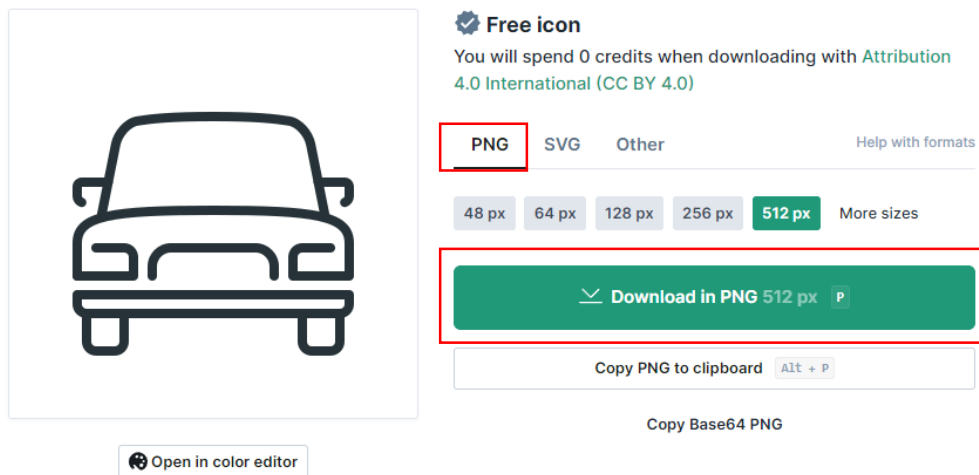 Free icon
You will spend 0 credits when downloading with Attribution
4.0 International (CC BY 4.0)
PNG SVG Other Help with formats
48 px 64 px 128 px 256 px 512 px More sizes
Download in PNG 512 px P
Copy PNG to clipboard Alt + P
Copy Base64 PNG
Open in color editor